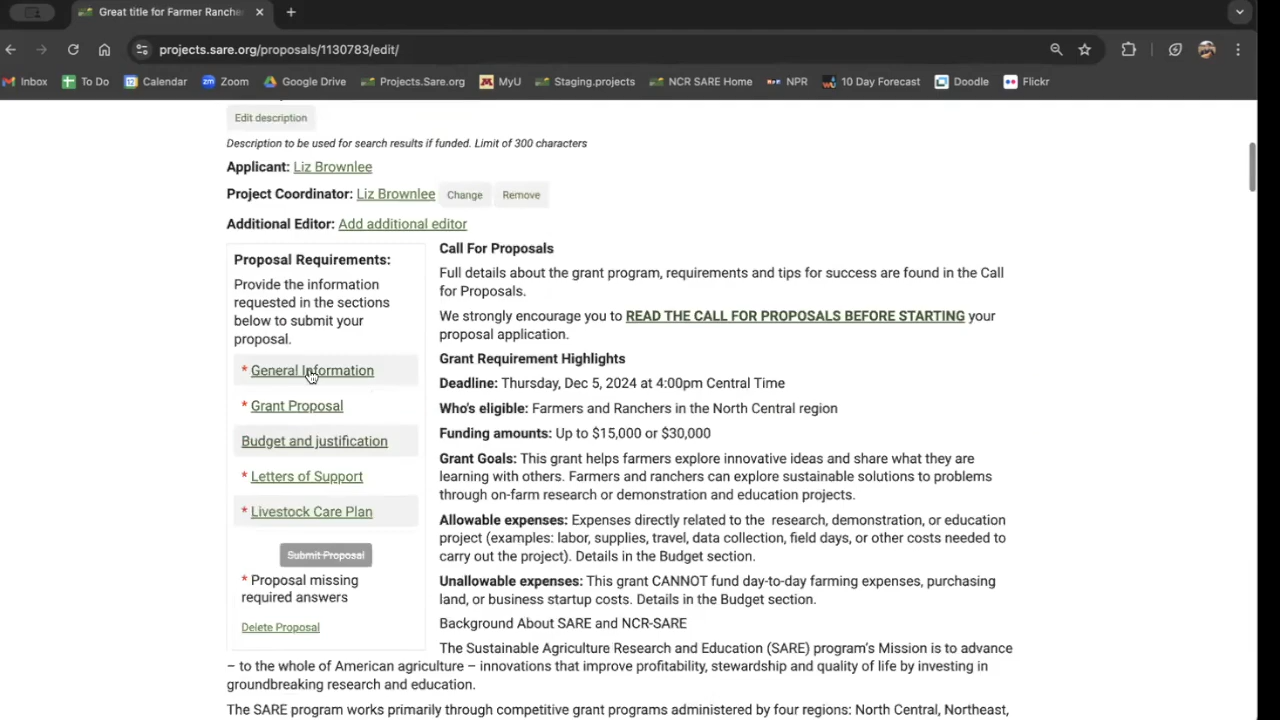 Great title for Farmer Ranche
projects.sare.org/proposals/1130783/edit/
Inbox To Do Calendar Zoom Google Drive Projects.Sare.org MyU Staging.projects NCR SARE Home NPR 10 Day Forecast Doodle Flickr
Edit description
Description to be used for search results if funded. Limit of 300 characters
Applicant: Liz Brownlee
Project Coordinator: Liz Brownlee Change Remove
Additional Editor: Add additional editor
Proposal Requirements:
Provide the information
requested in the sections
below to submit your
proposal.
* General Information
* Grant Proposal
Budget and justification
* Letters of Support
* Livestock Care Plan
Submit Proposal
* Proposal missing
required answers
Delete Proposal
Call For Proposals
Full details about the grant program, requirements and tips for success are found in the Call
for Proposals.
We strongly encourage you to READ THE CALL FOR PROPOSALS BEFORE STARTING your
proposal application.
Grant Requirement Highlights
Deadline: Thursday, Dec 5, 2024 at 4:00pm Central Time
Who's eligible: Farmers and Ranchers in the North Central region
Funding amounts: Up to $15,000 or $30,000
Grant Goals: This grant helps farmers explore innovative ideas and share what they are
learning with others. Farmers and ranchers can explore sustainable solutions to problems
through on-farm research or demonstration and education projects.
Allowable expenses: Expenses directly related to the research, demonstration, or education
project (examples: labor, supplies, travel, data collection, field days, or other costs needed to
carry out the project). Details in the Budget section.
Unallowable expenses: This grant CANNOT fund day-to-day farming expenses, purchasing
land, or business startup costs. Details in the Budget section.
Background About SARE and NCR-SARE
The Sustainable Agriculture Research and Education (SARE) program's Mission is to advance
– to the whole of American agriculture – innovations that improve profitability, stewardship and quality of life by investing in
groundbreaking research and education.
The SARE program works primarily through competitive grant programs administered by four regions: North Central, Northeast,